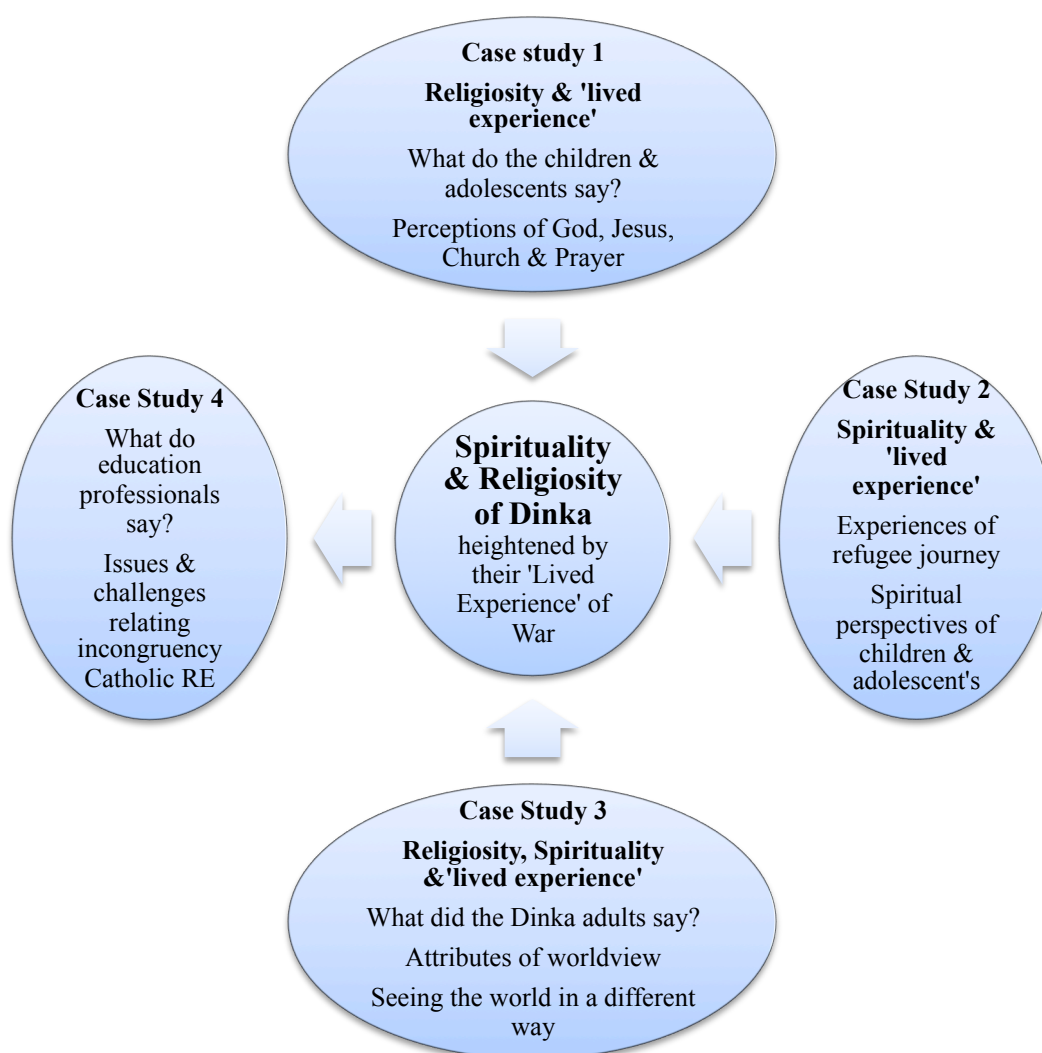 Case study 1
Religiosity & 'lived
experience'
What do the children &
adolescents say?
Perceptions of God, Jesus,
Church & Prayer
Case Study 4
What do
education
professionals
say?
Issues &
challenges
relating
incongruency
Catholic RE
Spirituality
& Religiosity
of Dinka
heightened by
their 'Lived
Experience' of
War
Case Study 2
Spirituality &
'lived
experience'
Experiences of
refugee journey
Spiritual
perspectives of
children &
adolescent's
Case Study 3
Religiosity, Spirituality
&'lived experience'
What did the Dinka adults say?
Attributes of worldview
Seeing the world in a different
way